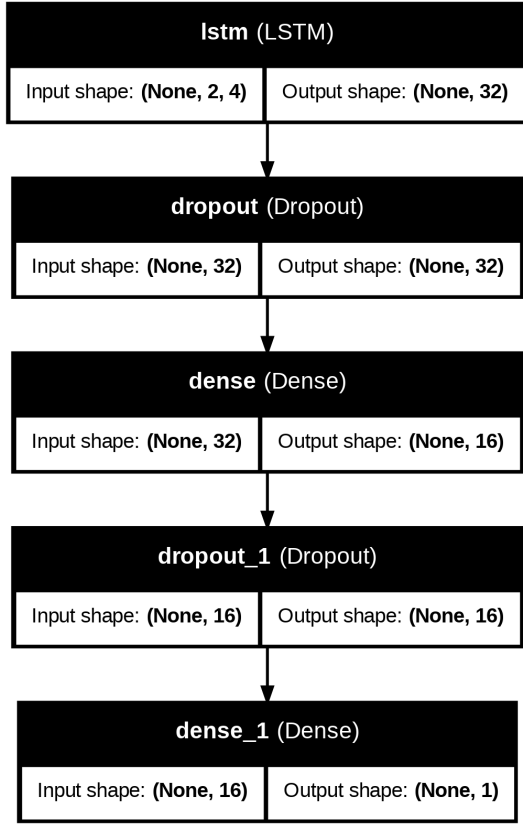 lstm (LSTM)
Input shape: (None, 2, 4) Output shape: (None, 32)
dropout (Dropout)
Input shape: (None, 32) Output shape: (None, 32)
dense (Dense)
Input shape: (None, 32) Output shape: (None, 16)
dropout_1 (Dropout)
Input shape: (None, 16) Output shape: (None, 16)
dense_1 (Dense)
Input shape: (None, 16) Output shape: (None, 1)